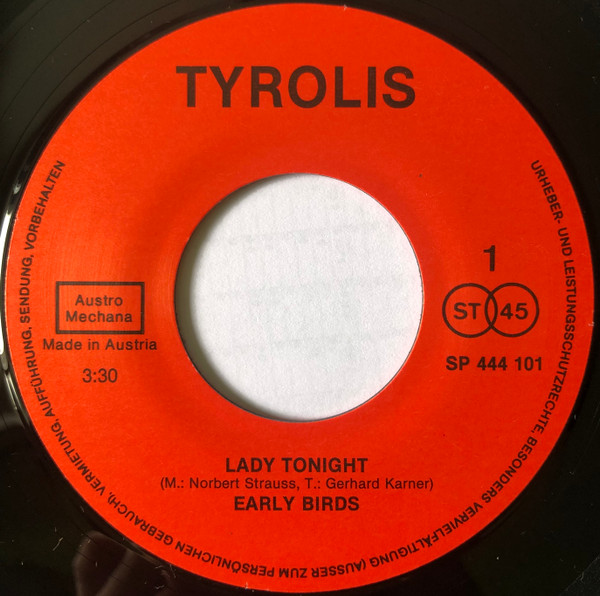 TYROLIS
URHEBER- UND LEISTUNGSSCHUTZRECHTE, BESONDERS VERVIELFÄLTIGUNG (AUSSER ZUM PERSÖNLICHEN GEBRAUCH), VERMIETUNG, AUFFÜHRUNG, SENDUNG, VORBEHALTEN
1
ST 45
SP 444 101
Austro
Mechana
Made in Austria
3:30
LADY TONIGHT
(M.: Norbert Strauss, T.: Gerhard Karner)
EARLY BIRDS